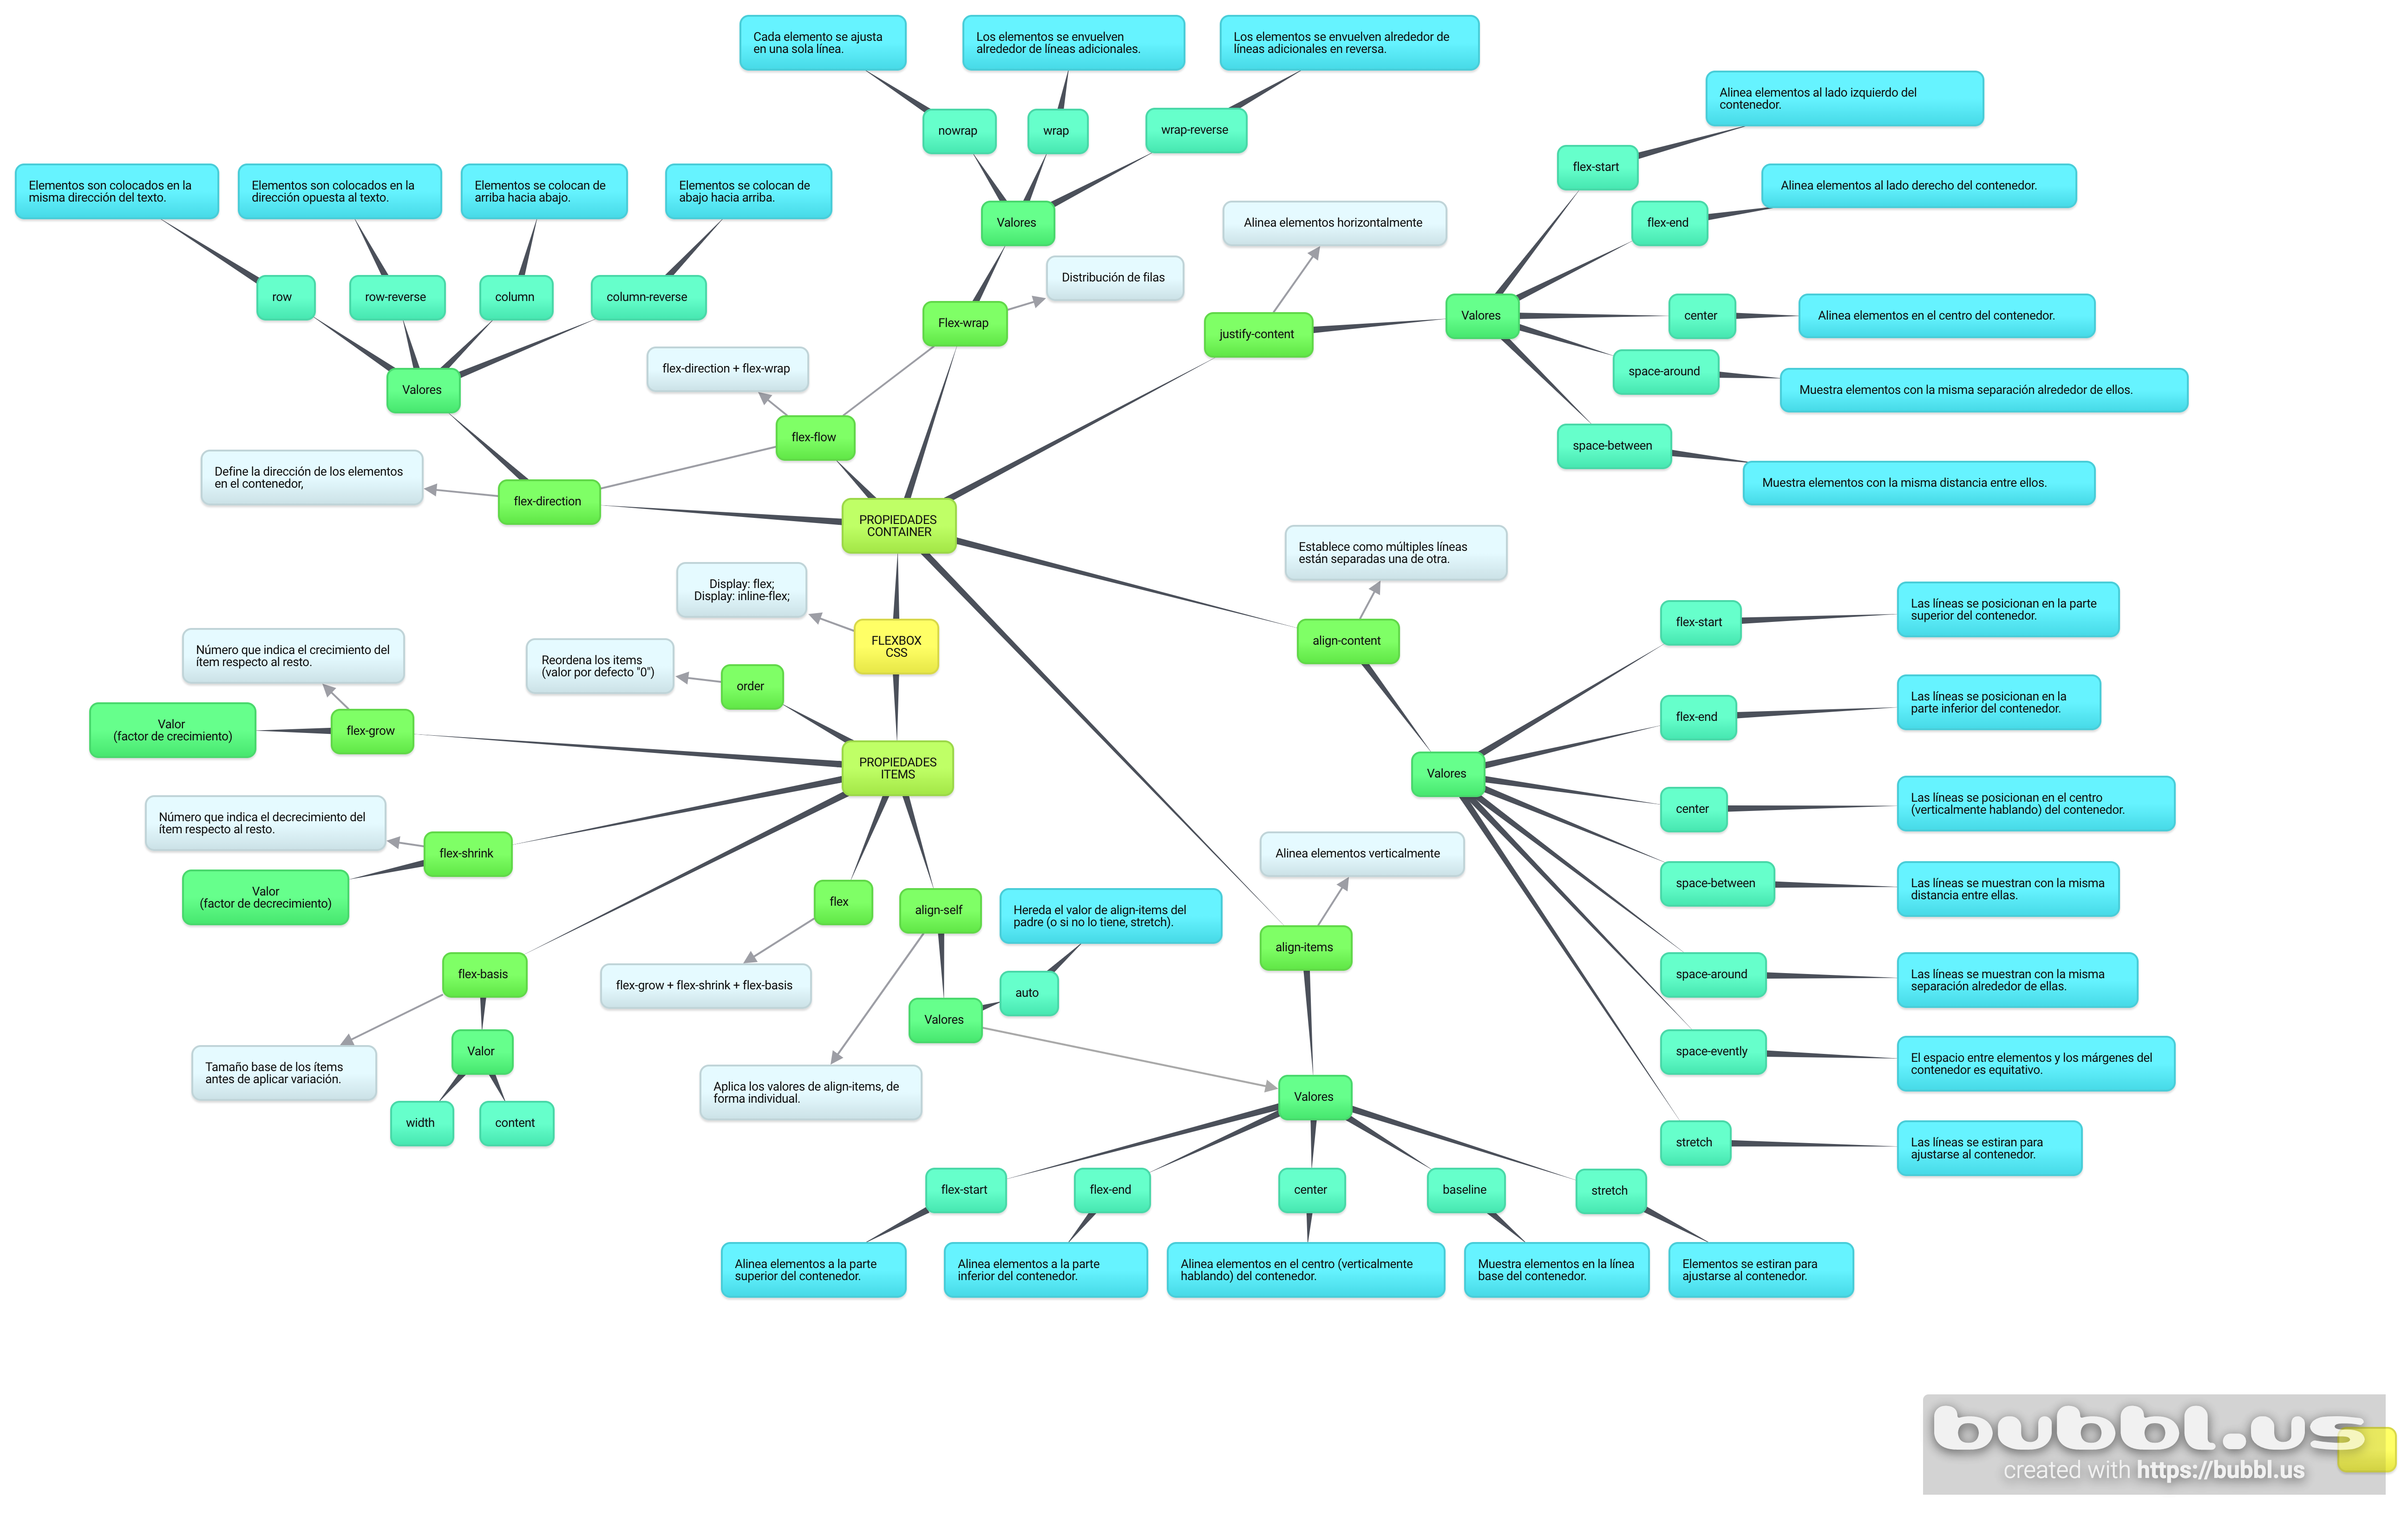 Cada elemento se ajusta
en una sola línea.
Los elementos se envuelven
alrededor de líneas adicionales.
Los elementos se envuelven alrededor de
líneas adicionales en reversa.
nowrap
wrap
wrap-reverse
Valores
Elementos son colocados en la
misma dirección del texto.
Elementos son colocados en la
dirección opuesta al texto.
Elementos se colocan de
arriba hacia abajo.
Elementos se colocan de
abajo hacia arriba.
row
row-reverse
column
column-reverse
Valores
Flex-wrap
Distribución de filas
flex-direction + flex-wrap
flex-flow
Define la dirección de los elementos
en el contenedor,
flex-direction
Alinea elementos horizontalmente
justify-content
Valores
flex-start
Alinea elementos al lado izquierdo del
contenedor.
flex-end
Alinea elementos al lado derecho del contenedor.
center
Alinea elementos en el centro del contenedor.
space-around
Muestra elementos con la misma separación alrededor de ellos.
space-between
Muestra elementos con la misma distancia entre ellos.
PROPIEDADES
CONTAINER
Display: flex;
Display: inline-flex;
FLEXBOX
CSS
Establece como múltiples líneas
están separadas una de otra.
align-content
Valores
flex-start
Las líneas se posicionan en la parte
superior del contenedor.
flex-end
Las líneas se posicionan en la
parte inferior del contenedor.
center
Las líneas se posicionan en el centro
(verticalmente hablando) del contenedor.
space-between
Las líneas se muestran con la misma
distancia entre ellas.
space-around
Las líneas se muestran con la misma
separación alrededor de ellas.
space-evently
El espacio entre elementos y los márgenes del
contenedor es equitativo.
stretch
Las líneas se estiran para
ajustarse al contenedor.
Reordena los items
(valor por defecto "0")
order
Número que indica el crecimiento del
ítem respecto al resto.
Valor
(factor de crecimiento)
flex-grow
PROPIEDADES
ITEMS
Número que indica el decrecimiento del
ítem respecto al resto.
flex-shrink
Valor
(factor de decrecimiento)
flex
flex-grow + flex-shrink + flex-basis
align-self
Hereda el valor de align-items del
padre (o si no lo tiene, stretch).
auto
Valores
Aplica los valores de align-items, de
forma individual.
flex-basis
Tamaño base de los ítems
antes de aplicar variación.
Valor
width
content
Alinea elementos verticalmente
align-items
Valores
flex-start
flex-end
center
baseline
stretch
Alinea elementos a la parte
superior del contenedor.
Alinea elementos a la parte
inferior del contenedor.
Alinea elementos en el centro (verticalmente
hablando) del contenedor.
Muestra elementos en la línea
base del contenedor.
Elementos se estiran para
ajustarse al contenedor.
bubbl.us
created with https://bubbl.us